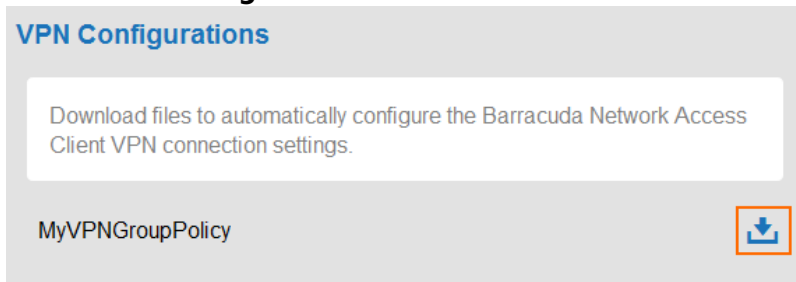 VPN Configurations
Download files to automatically configure the Barracuda Network Access
Client VPN connection settings.
MyVPNGroupPolicy